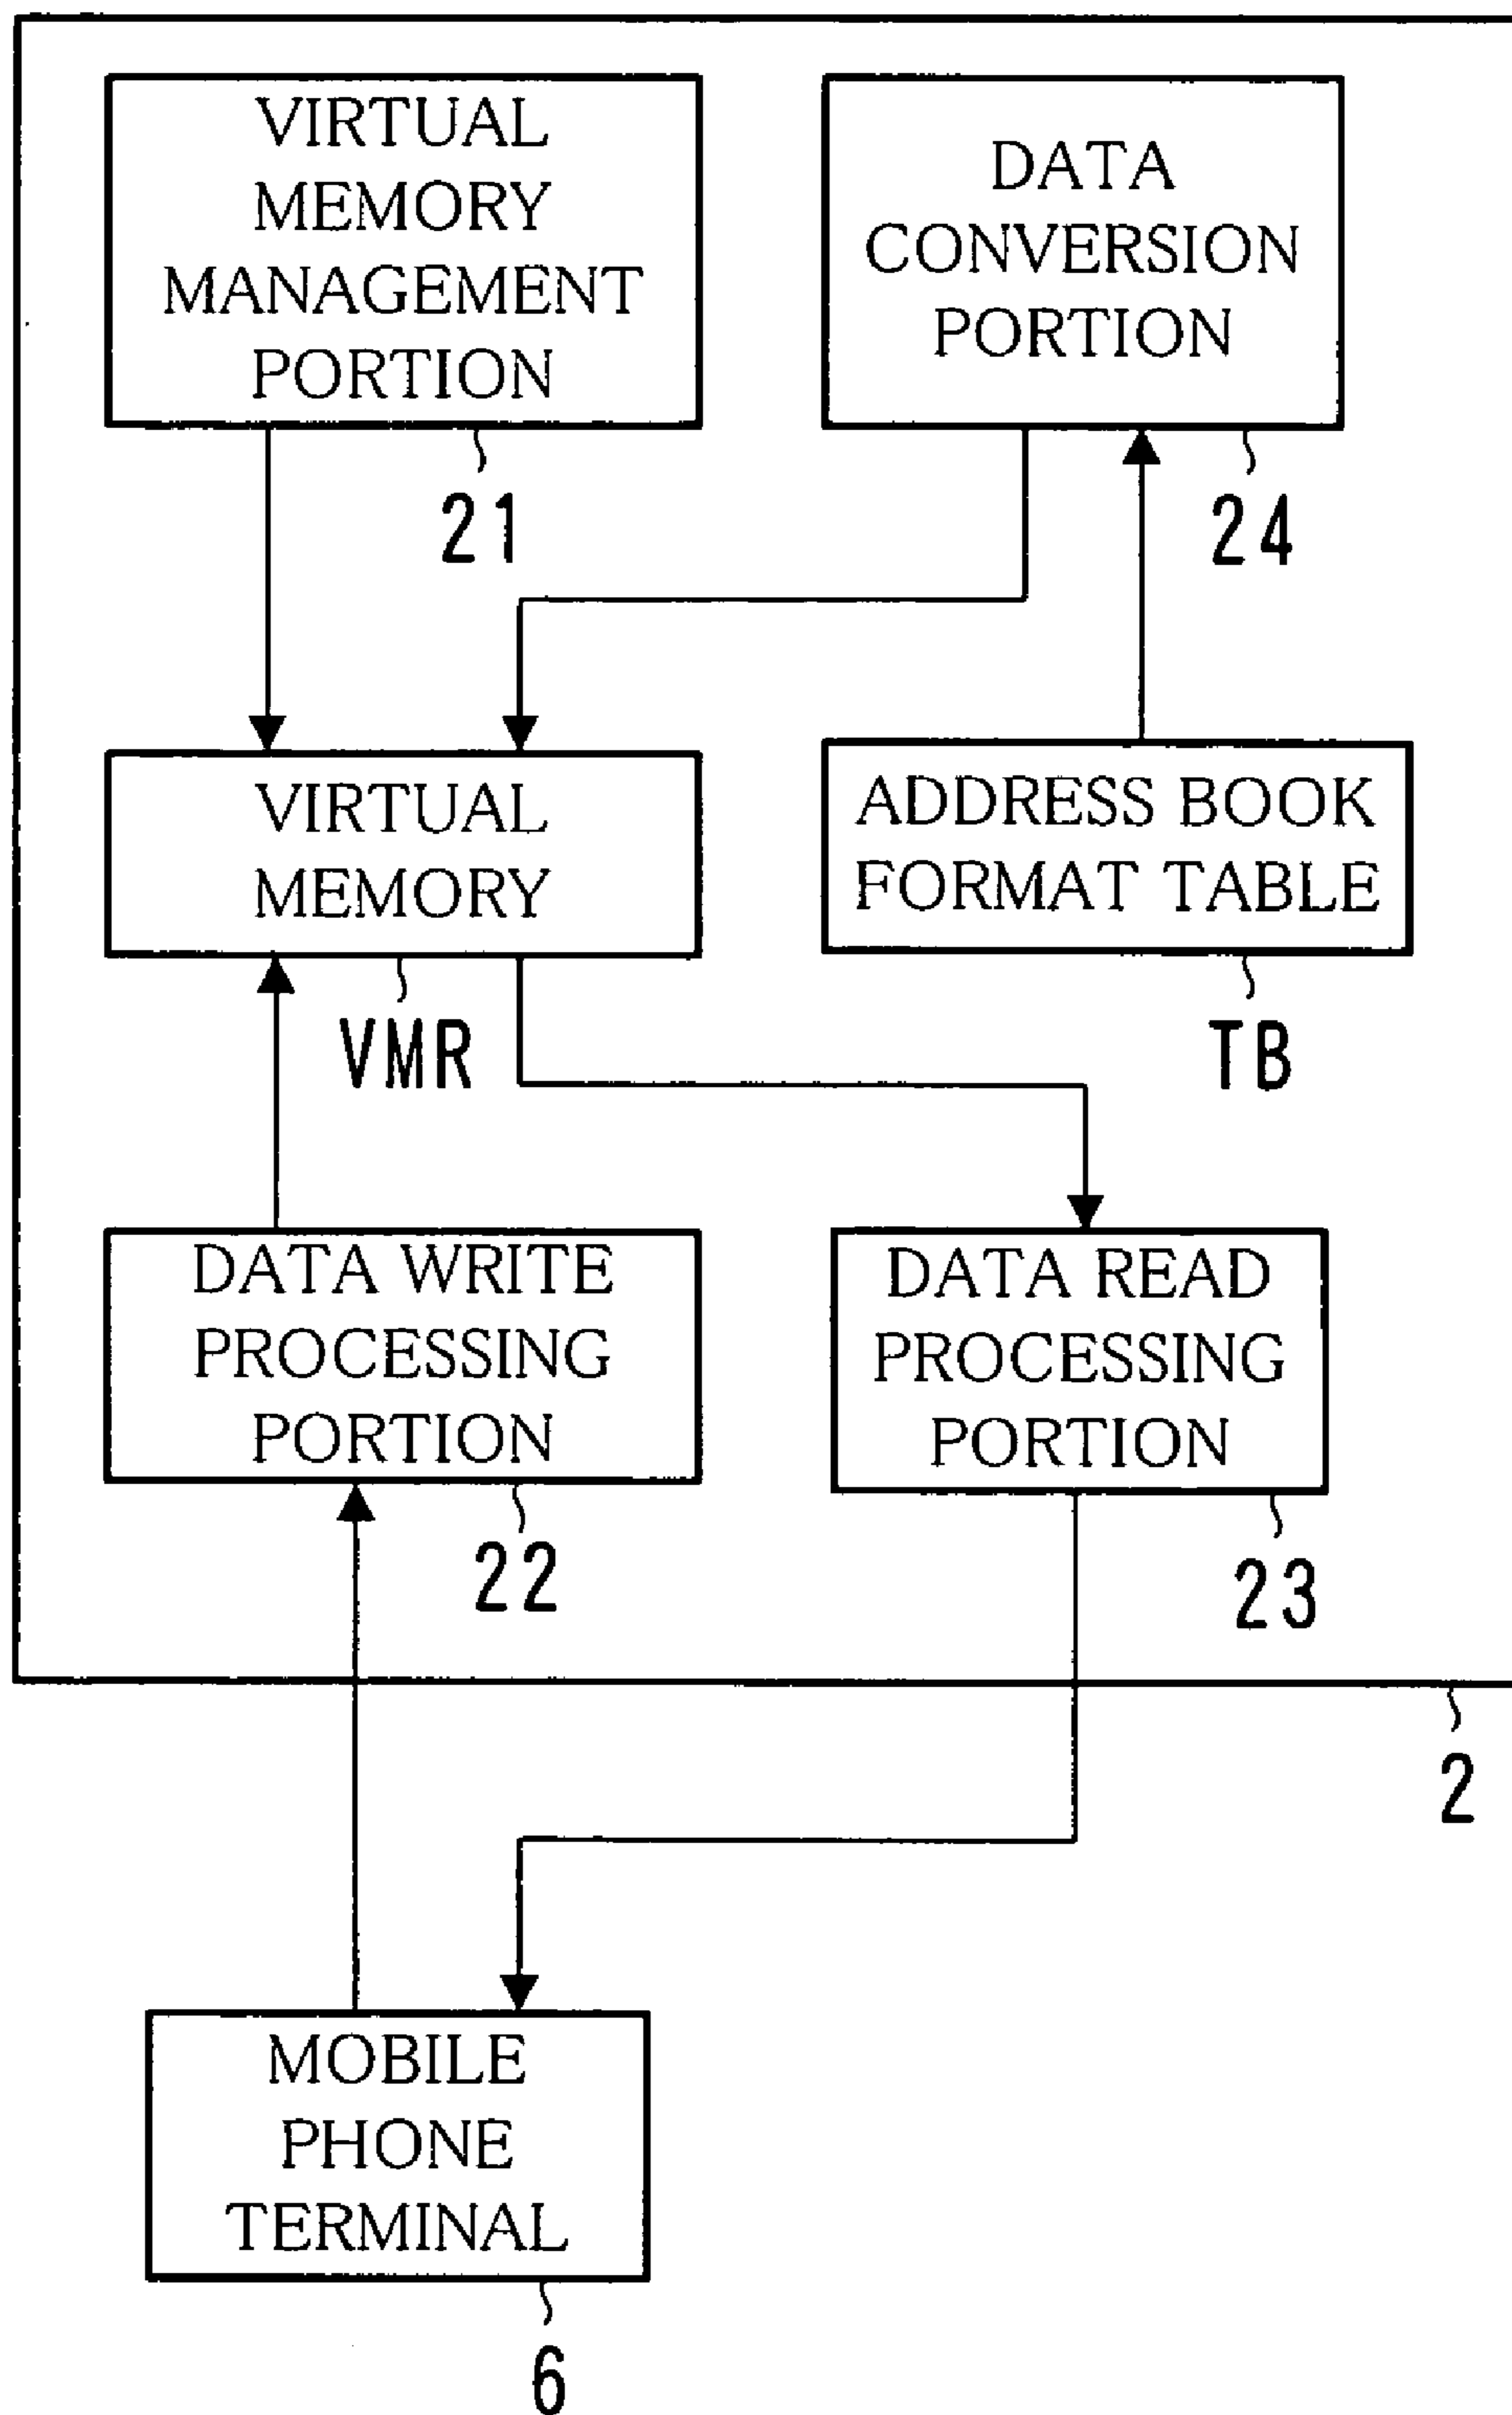 VIRTUAL
MEMORY
MANAGEMENT
PORTION
21
DATA
CONVERSION
PORTION
24
VIRTUAL
MEMORY
VMR
ADDRESS BOOK
FORMAT TABLE
TB
DATA WRITE
PROCESSING
PORTION
22
DATA READ
PROCESSING
PORTION
23
2
MOBILE
PHONE
TERMINAL
6